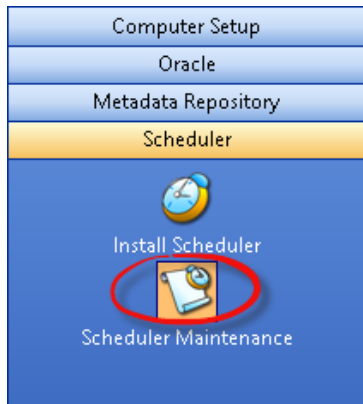 Computer Setup
Oracle
Metadata Repository
Scheduler
Install Scheduler
Scheduler Maintenance